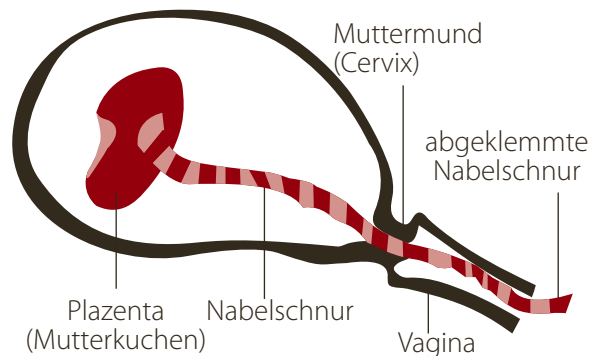 Muttermund
(Cervix)
abgeklemmte
Nabelschnur
Plazenta
(Mutterkuchen)
Nabelschnur
Vagina